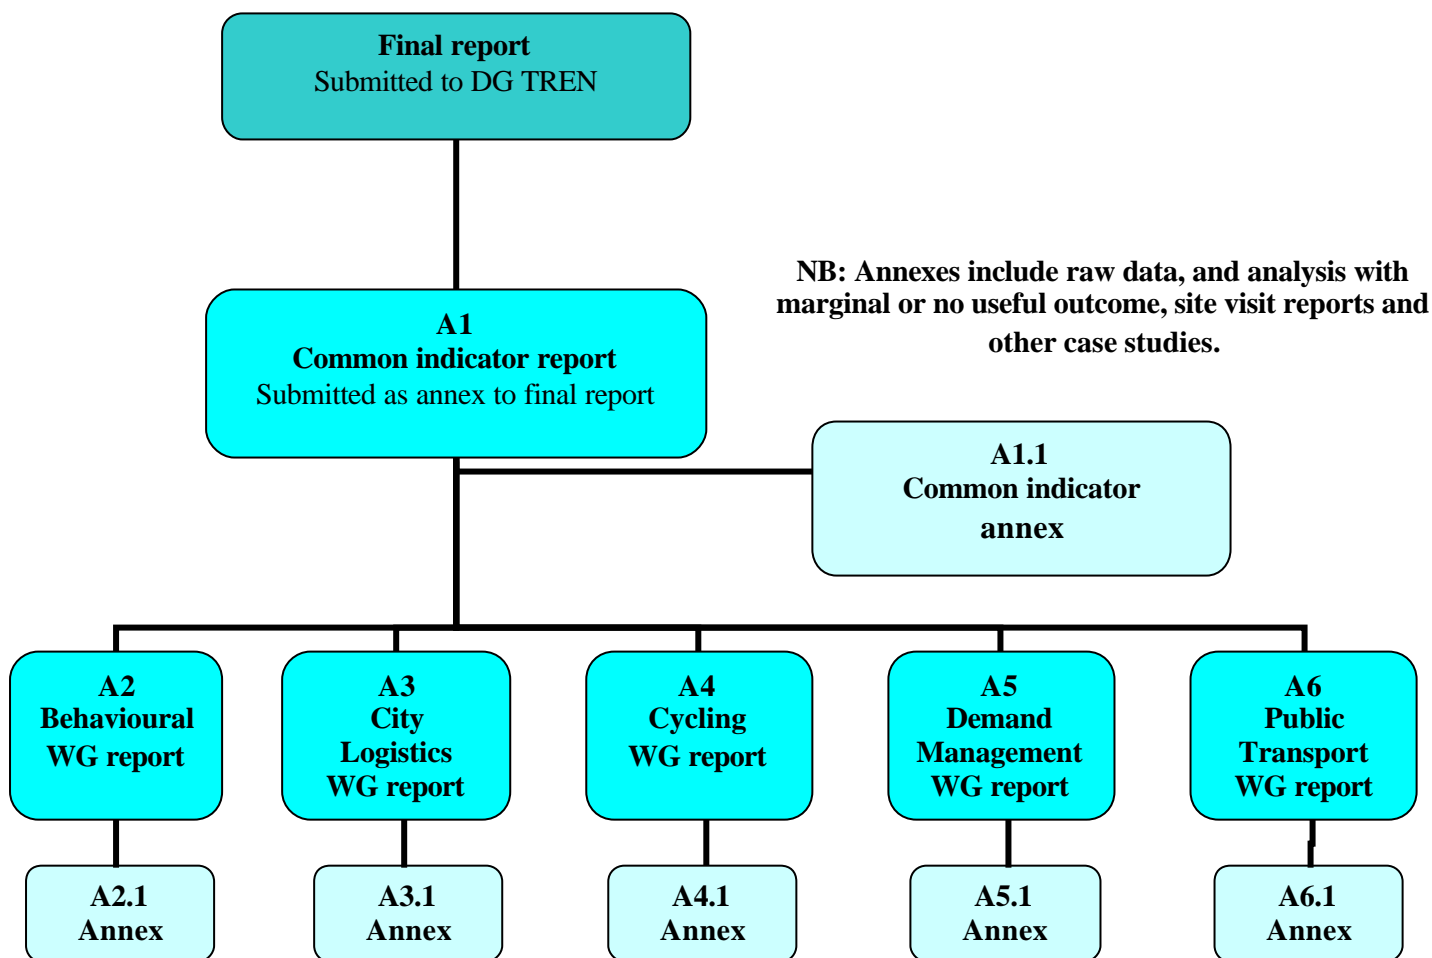 Final report
Submitted to DG TREN
NB: Annexes include raw data, and analysis with
marginal or no useful outcome, site visit reports and
other case studies.
A1
Common indicator report
Submitted as annex to final report
A1.1
Common indicator
annex
A2
Behavioural
WG report
A3
City
Logistics
WG report
A4
Cycling
WG report
A5
Demand
Management
WG report
A6
Public
Transport
WG report
A2.1
Annex
A3.1
Annex
A4.1
Annex
A5.1
Annex
A6.1
Annex